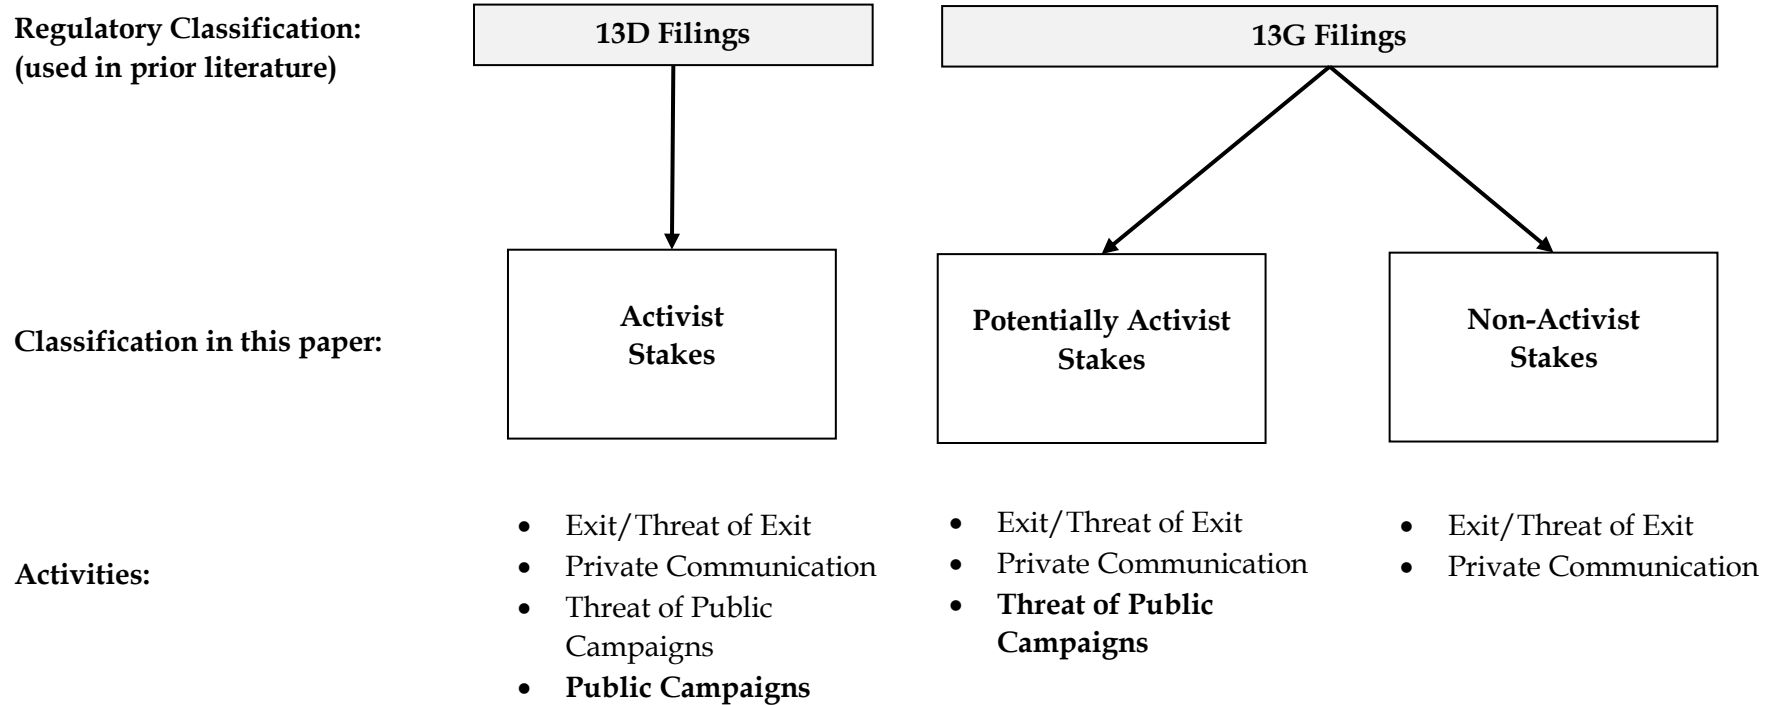 Regulatory Classification:
(used in prior literature)
13D Filings
13G Filings
Classification in this paper:
Activist
Stakes
Potentially Activist
Stakes
Non-Activist
Stakes
Activities:
• Exit/Threat of Exit
• Private Communication
• Threat of Public
Campaigns
• Public Campaigns
• Exit/Threat of Exit
• Private Communication
• Threat of Public
Campaigns
• Exit/Threat of Exit
• Private Communication